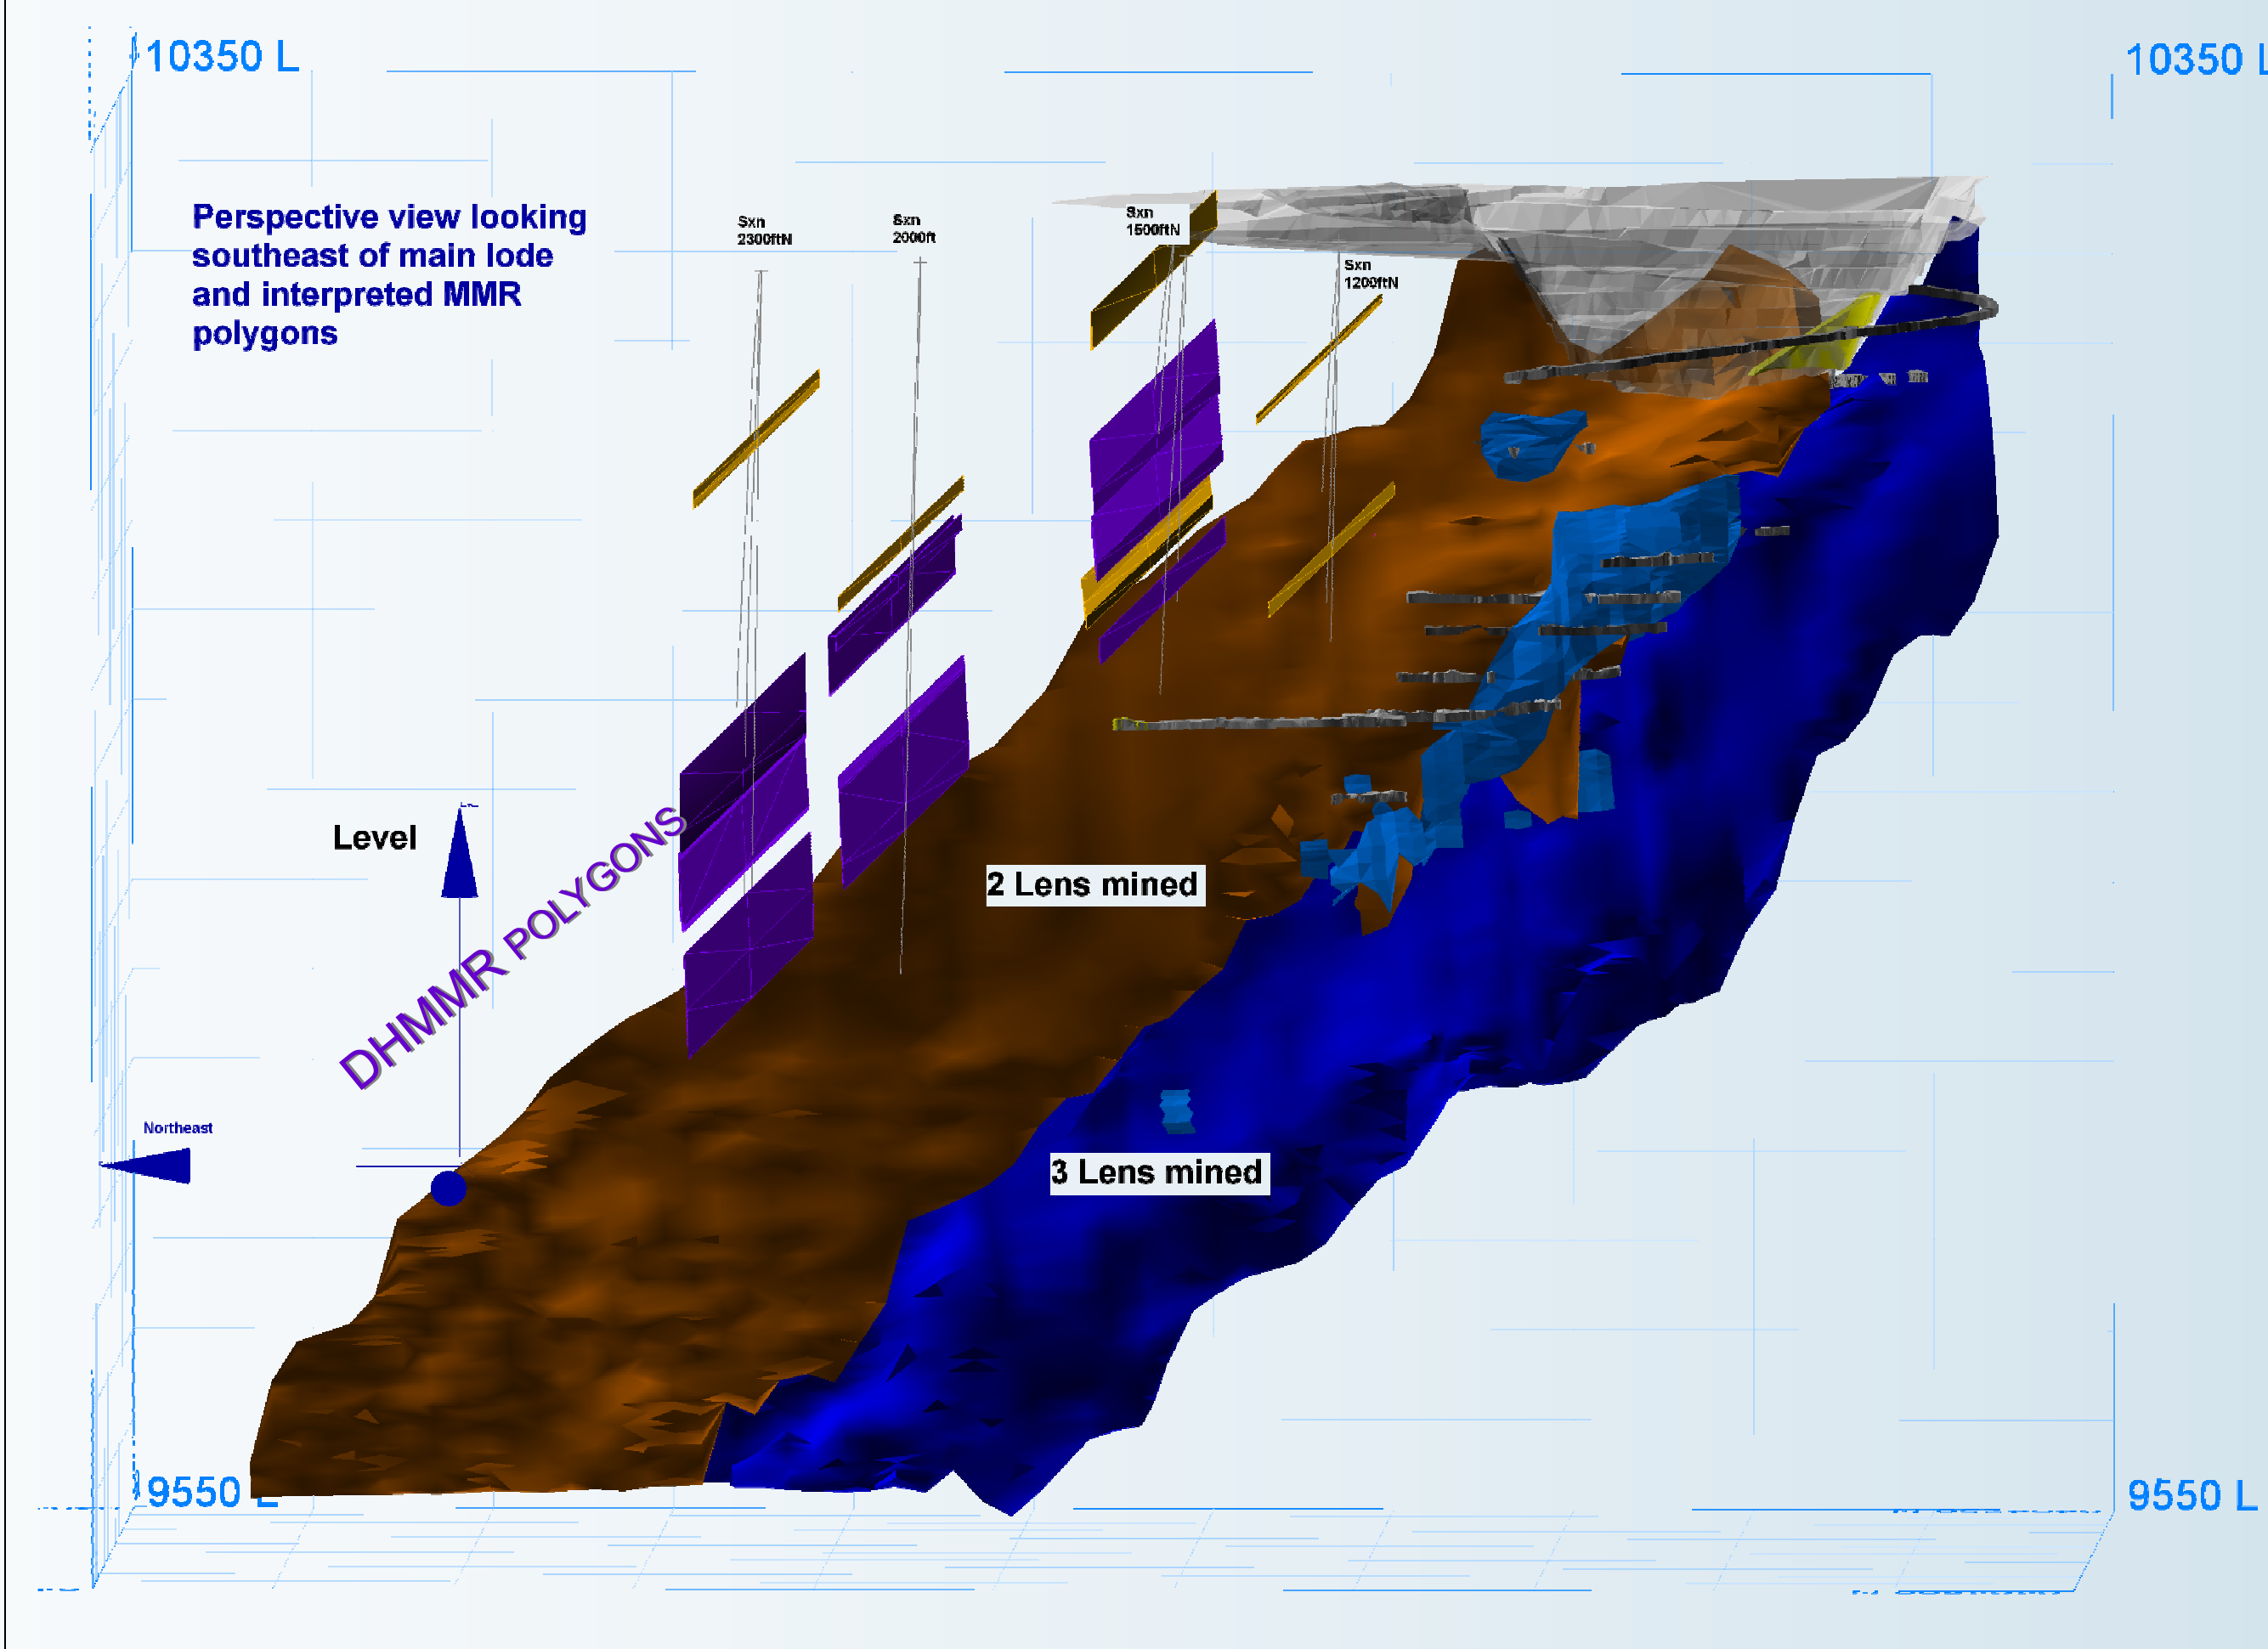 10350 L
10350 L
Perspective view looking
southeast of main lode
and interpreted MMR
polygons
Sxn
2300ftN
Sxn
2000ft
Sxn
1500ftN
Sxn
1200ftN
Level
DHMMR POLYGONS
2 Lens mined
Northeast
3 Lens mined
9550 L
9550 L